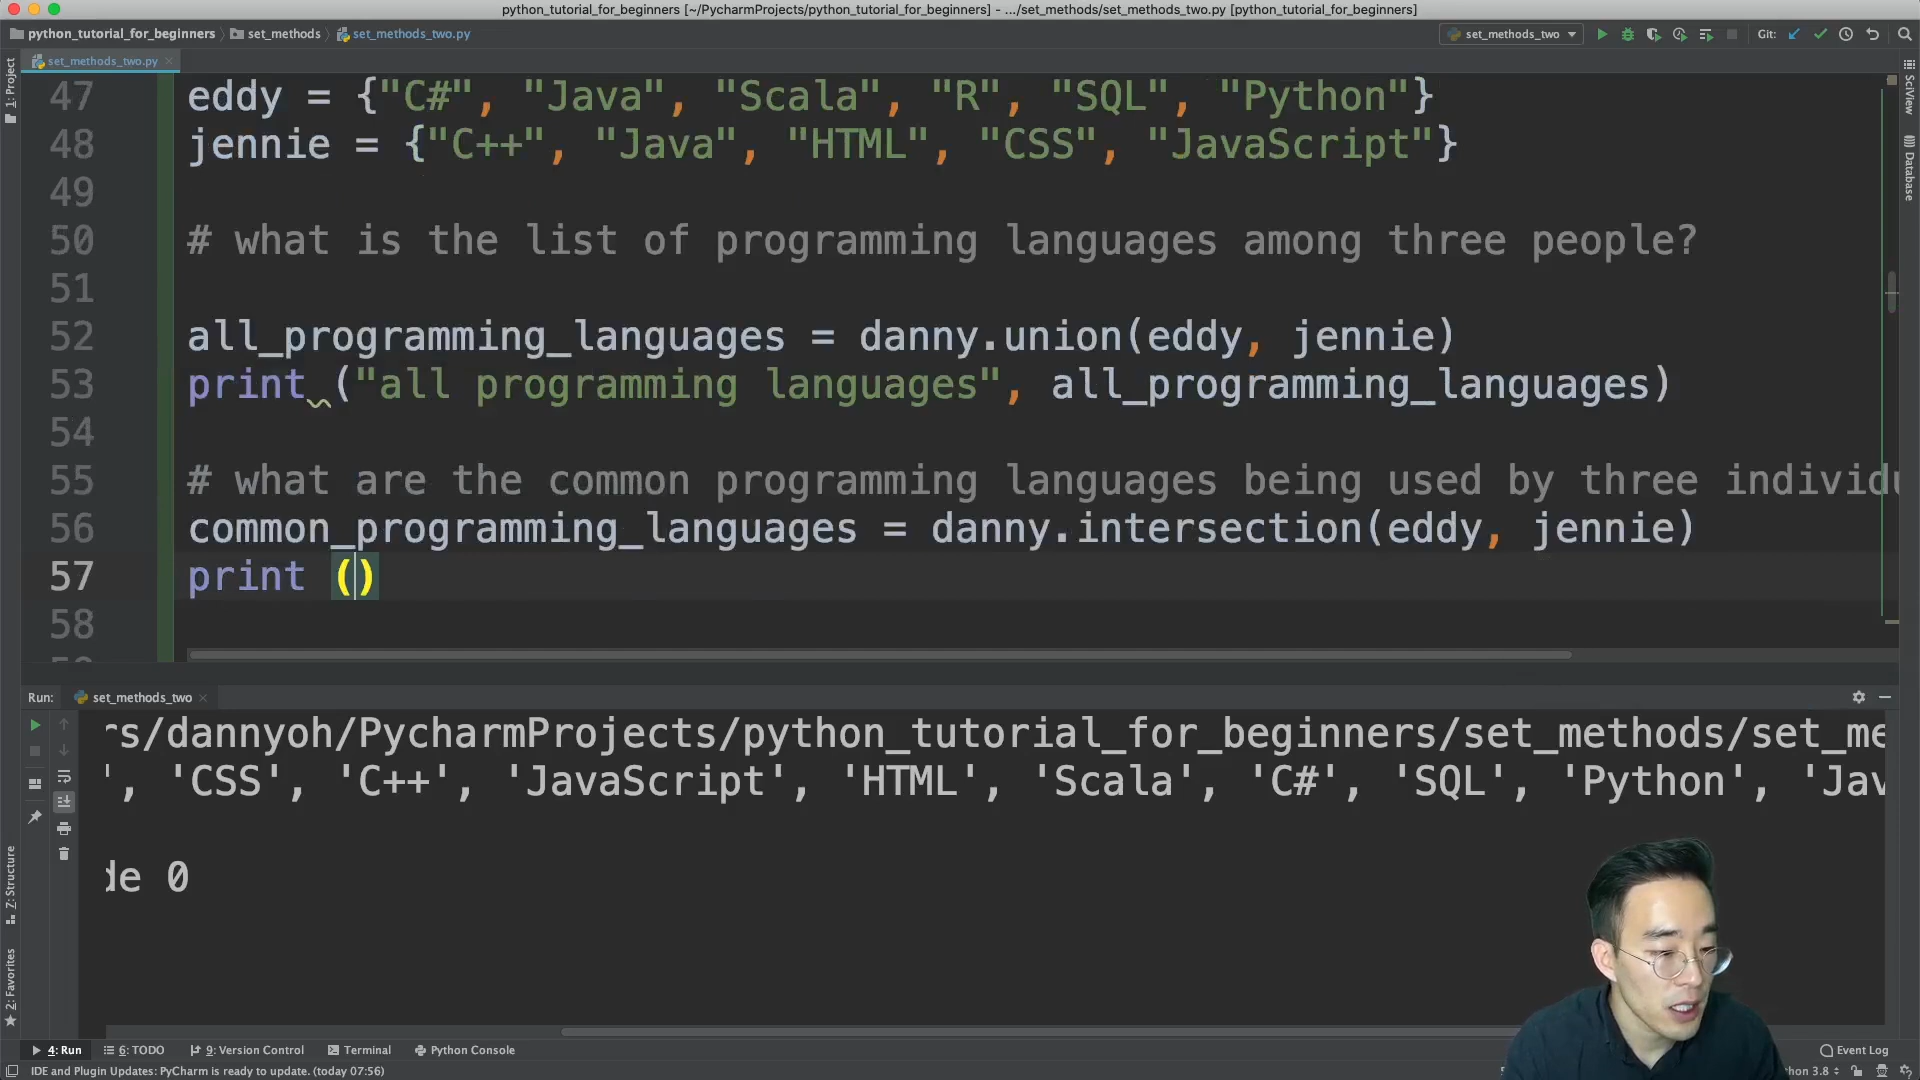 python_tutorial_for_beginners [~/PycharmProjects/python_tutorial_for_beginners] - .../set_methods/set_methods_two.py [python_tutorial_for_beginners]
python_tutorial_for_beginners set_methods set_methods_two.py set_methods_two Git:
set_methods_two.py
1: Project
SciView
Database
47 eddy = {"C#", "Java", "Scala", "R", "SQL", "Python"}
48 jennie = {"C++", "Java", "HTML", "CSS", "JavaScript"}
49
50 # what is the list of programming languages among three people?
51
52 all_programming_languages = danny.union(eddy, jennie)
53 print ("all programming languages", all_programming_languages)
54
55 # what are the common programming languages being used by three individu
56 common_programming_languages = danny.intersection(eddy, jennie)
57 print ()
58
Run: set_methods_two
rs/dannyoh/PycharmProjects/python_tutorial_for_beginners/set_methods/set_me
', 'CSS', 'C++', 'JavaScript', 'HTML', 'Scala', 'C#', 'SQL', 'Python', 'Jav
de 0
Z: Structure
2: Favorites
4: Run 6: TODO 9: Version Control Terminal Python Console Event Log
IDE and Plugin Updates: PyCharm is ready to update. (today 07:56) hon 3.8